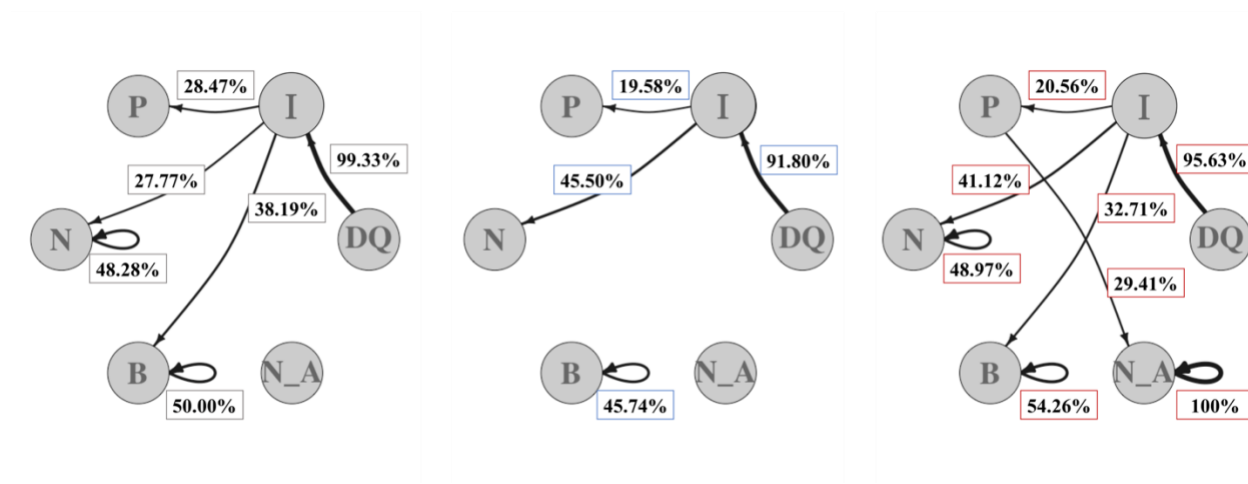 28.47%
P
I
99.33%
27.77%
38.19%
N
DQ
48.28%
B
N_A
50.00%
19.58%
P
I
91.80%
45.50%
N
DQ
B
N_A
45.74%
20.56%
P
I
95.63%
41.12%
32.71%
N
DQ
48.97%
29.41%
B
N_A
54.26%
100%